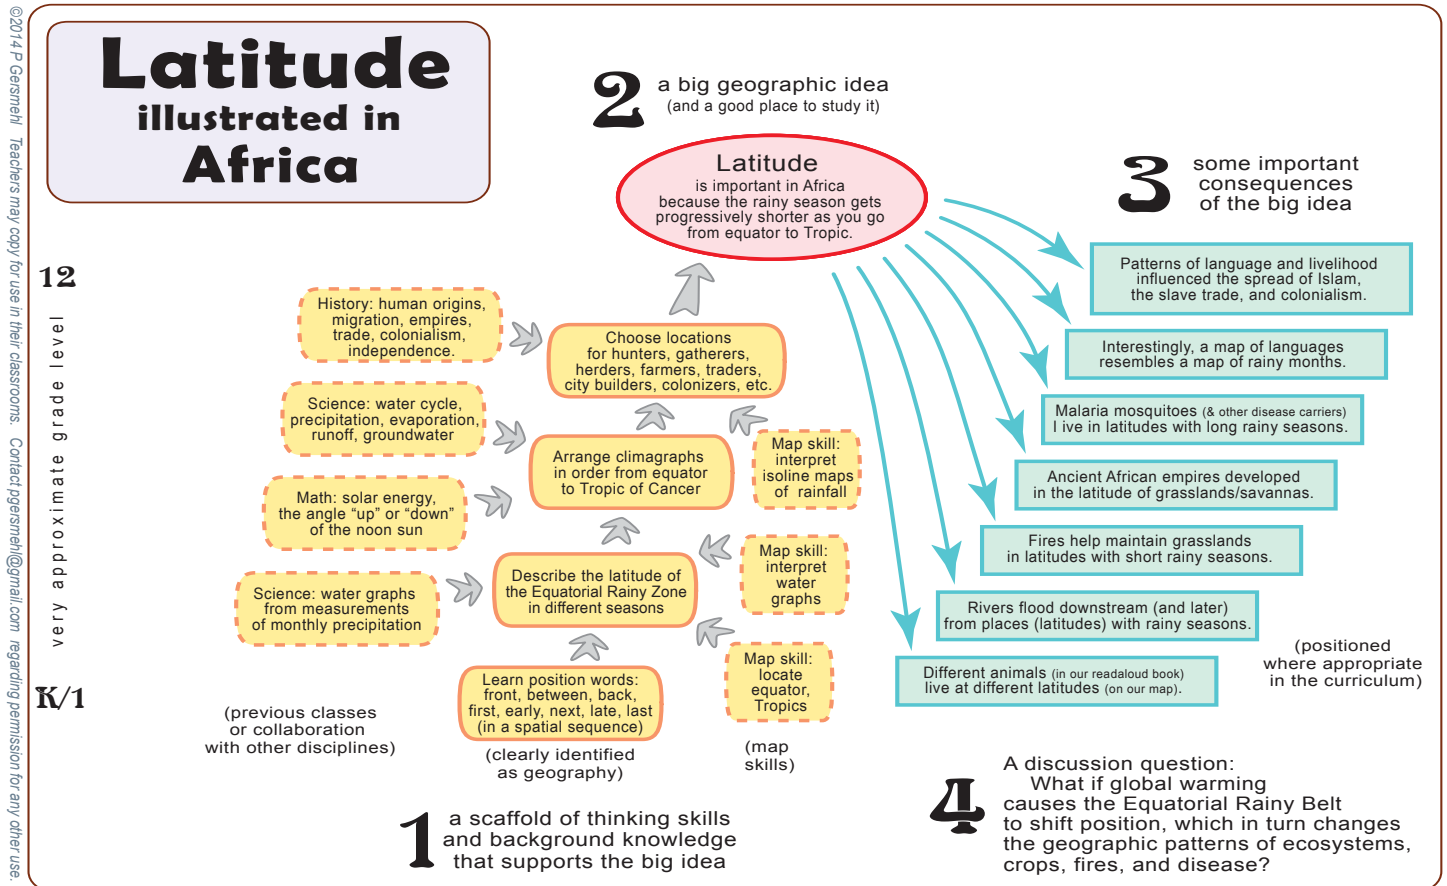 ©2014 P Gersmehl   Teachers may copy for use in their classrooms.   Contact pgersmehl@gmail.com  regarding permission for any other use.
Latitude
illustrated in
Africa
2
a big geographic idea
(and a good place to study it)
Latitude
is important in Africa
because the rainy season gets
progressively shorter as you go
from equator to Tropic.
3
some important
consequences
of the big idea
12
very approximate grade level
K/1
History: human origins,
migration, empires,
trade, colonialism,
independence.
Choose locations
for hunters, gatherers,
herders, farmers, traders,
city builders, colonizers, etc.
Science: water cycle,
precipitation, evaporation,
runoff, groundwater
Arrange climagraphs
in order from equator
to Tropic of Cancer
Map skill:
interpret
isoline maps
of rainfall
Math: solar energy,
the angle “up” or “down”
of the noon sun
Describe the latitude of
the Equatorial Rainy Zone
in different seasons
Map skill:
interpret
water
graphs
Science: water graphs
from measurements
of monthly precipitation
Learn position words:
front, between, back,
first, early, next, late, last
(in a spatial sequence)
Map skill:
locate
equator,
Tropics
(previous classes
or collaboration
with other disciplines)
(clearly identified
as geography)
(map
skills)
1
a scaffold of thinking skills
and background knowledge
that supports the big idea
Patterns of language and livelihood
influenced the spread of Islam,
the slave trade, and colonialism.
Interestingly, a map of languages
resembles a map of rainy months.
Malaria mosquitoes (& other disease carriers)
I live in latitudes with long rainy seasons.
Ancient African empires developed
in the latitude of grasslands/savannas.
Fires help maintain grasslands
in latitudes with short rainy seasons.
Rivers flood downstream (and later)
from places (latitudes) with rainy seasons.
Different animals (in our readaloud book)
live at different latitudes (on our map).
(positioned
where appropriate
in the curriculum)
4
A discussion question:
What if global warming
causes the Equatorial Rainy Belt
to shift position, which in turn changes
the geographic patterns of ecosystems,
crops, fires, and disease?